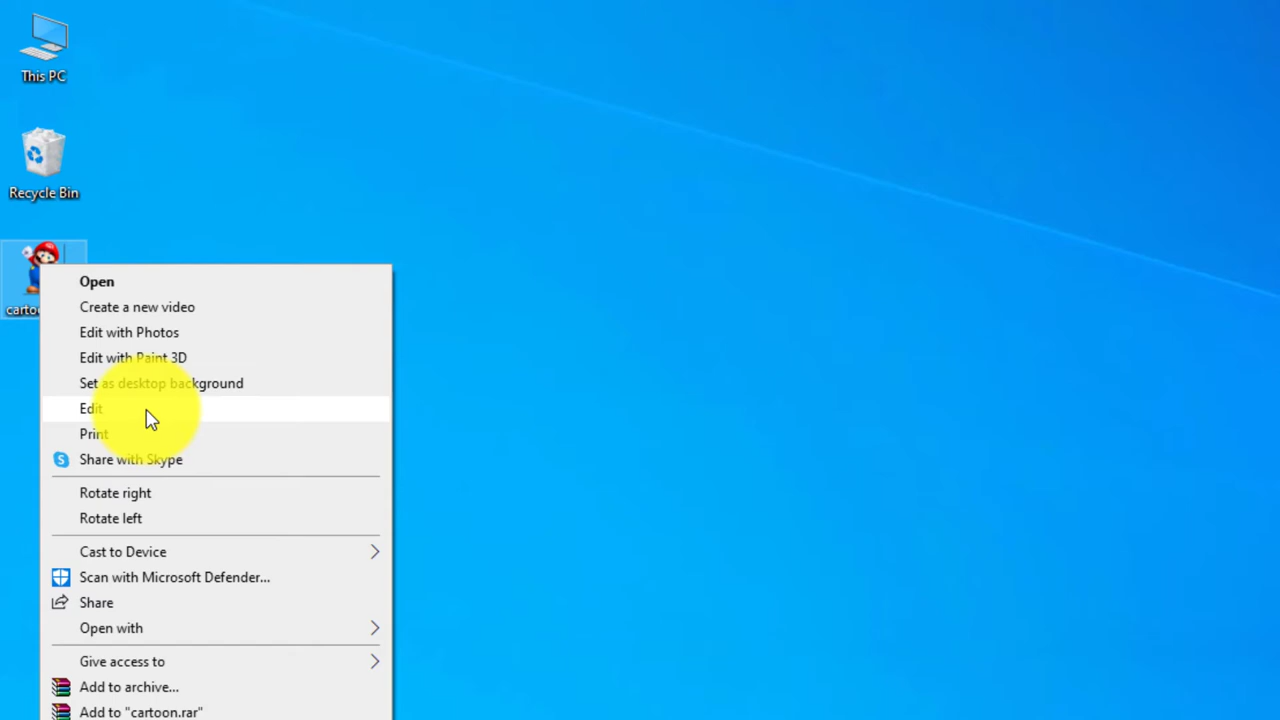 This PC
Recycle Bin
Open
Create a new video
Edit with Photos
Edit with Paint 3D
Set as desktop background
Edit
Print
Share with Skype
Rotate right
Rotate left
Cast to Device
Scan with Microsoft Defender...
Share
Open with
Give access to
Add to archive...
Add to "cartoon.rar"